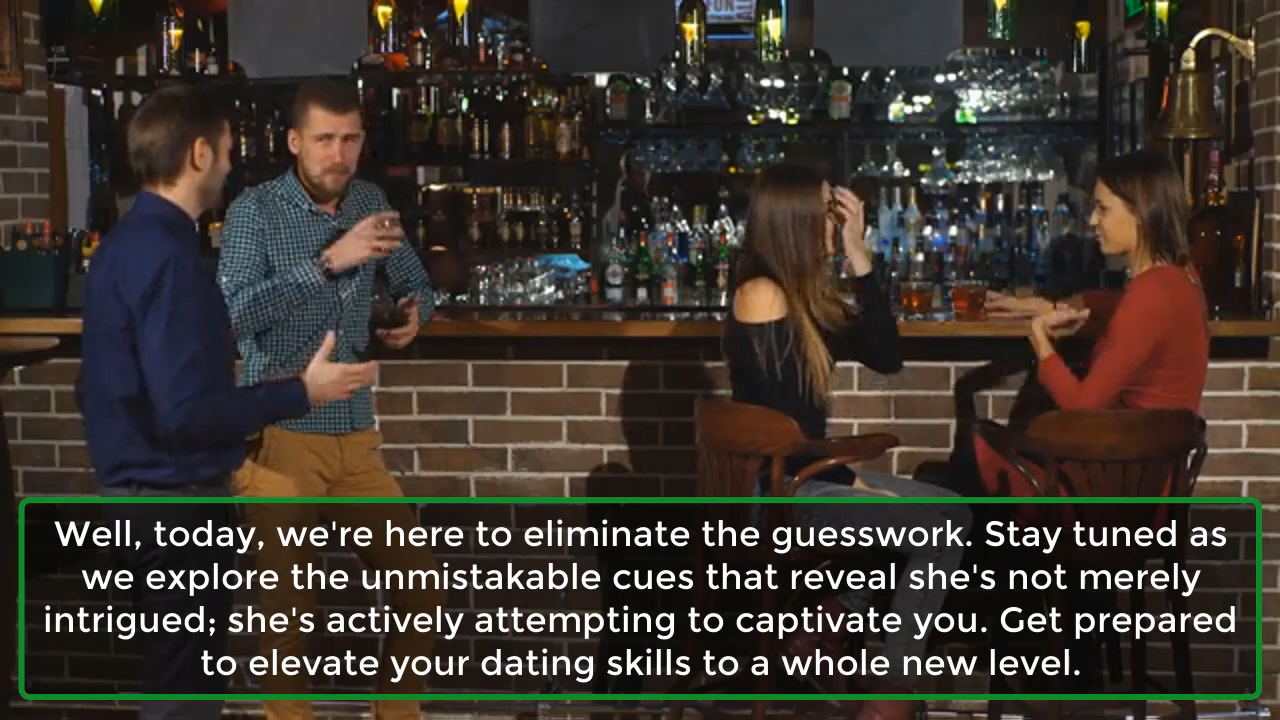 Well, today, we're here to eliminate the guesswork. Stay tuned as
we explore the unmistakable cues that reveal she's not merely
intrigued; she's actively attempting to captivate you. Get prepared
to elevate your dating skills to a whole new level.